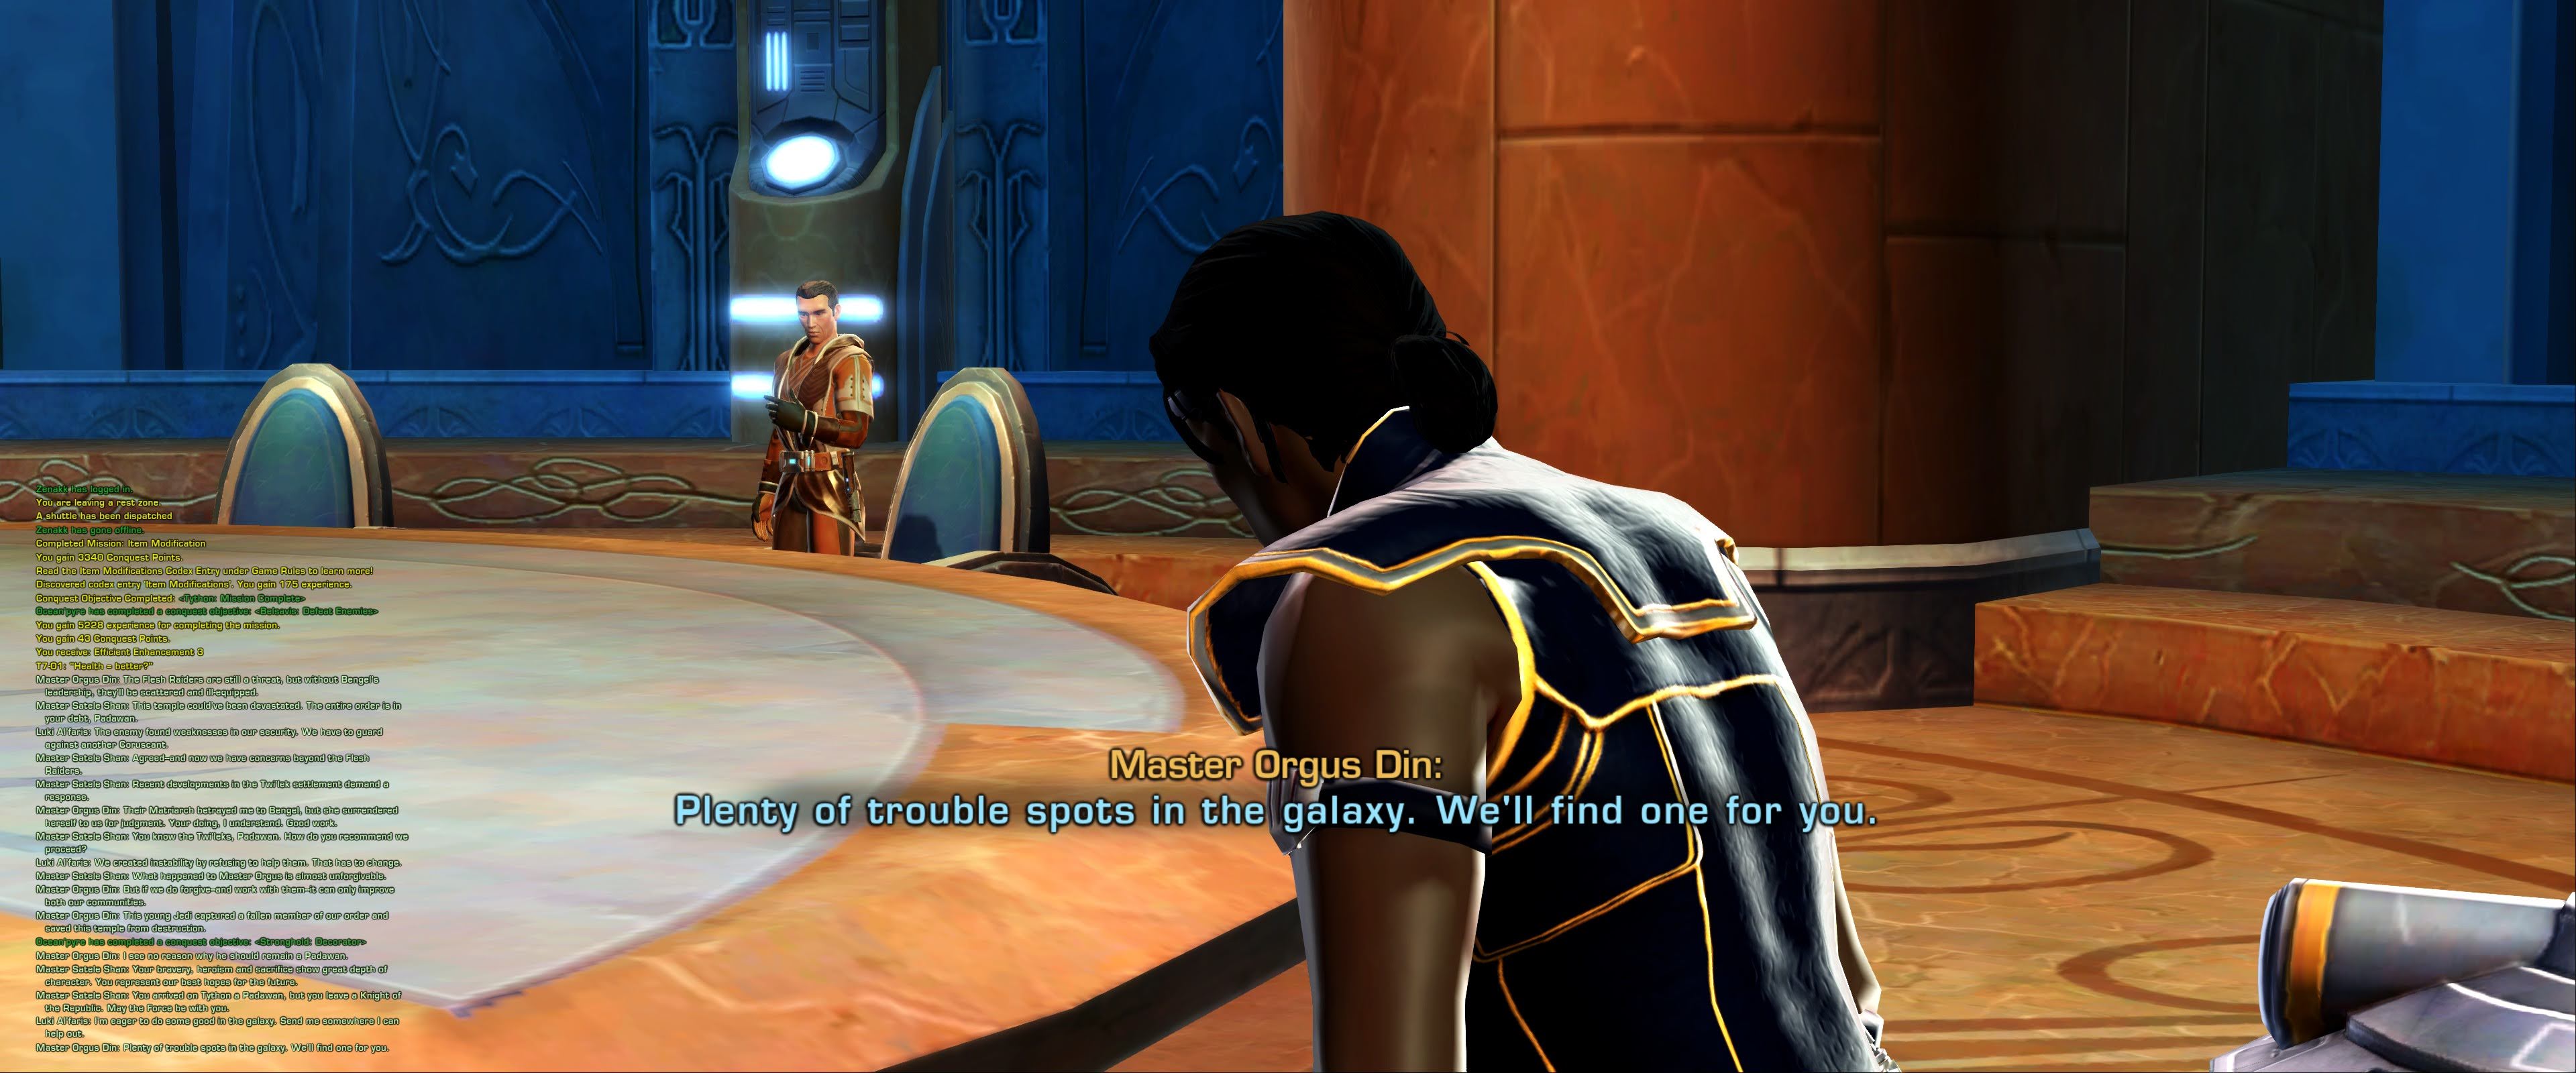 Zenakk has logged in.
You are leaving a rest zone.
A shuttle has been dispatched
Zenakk has gone offline.
Completed Mission: Item Modification
You gain 3340 Conquest Points.
Read the Item Modifications Codex Entry under Game Rules to learn more!
Discovered codex entry 'Item Modifications'. You gain 175 experience.
Conquest Objective Completed: <Tython: Mission Complete>
Ocean'pyre has completed a conquest objective: <Belsavis: Defeat Enemies>
You gain 5228 experience for completing the mission.
You gain 43 Conquest Points.
You receive: Efficient Enhancement 3
T7-01: "Health = better?"
Master Orgus Din: The Flesh Raiders are still a threat, but without Bengel's
leadership, they'll be scattered and ill-equipped.
Master Satele Shan: This temple could've been devastated. The entire order is in
your debt, Padawan.
Luki Al'faris: The enemy found weaknesses in our security. We have to guard
against another Coruscant.
Master Satele Shan: Agreed–and now we have concerns beyond the Flesh
Raiders.
Master Satele Shan: Recent developments in the Twi'lek settlement demand a
response.
Master Orgus Din: Their Matriarch betrayed me to Bengel, but she surrendered
herself to us for judgment. Your doing, I understand. Good work.
Master Satele Shan: You know the Twi'leks, Padawan. How do you recommend we
proceed?
Luki Al'faris: We created instability by refusing to help them. That has to change.
Master Satele Shan: What happened to Master Orgus is almost unforgivable.
Master Orgus Din: But if we do forgive–and work with them–it can only improve
both our communities.
Master Orgus Din: This young Jedi captured a fallen member of our order and
saved this temple from destruction.
Ocean'pyre has completed a conquest objective: <Stronghold: Decorator>
Master Orgus Din: I see no reason why he should remain a Padawan.
Master Satele Shan: Your bravery, heroism and sacrifice show great depth of
character. You represent our best hopes for the future.
Master Satele Shan: You arrived on Tython a Padawan, but you leave a Knight of
the Republic. May the Force be with you.
Luki Al'faris: I'm eager to do some good in the galaxy. Send me somewhere I can
help out.
Master Orgus Din: Plenty of trouble spots in the galaxy. We'll find one for you.
Master Orgus Din:
Plenty of trouble spots in the galaxy. We'll find one for you.